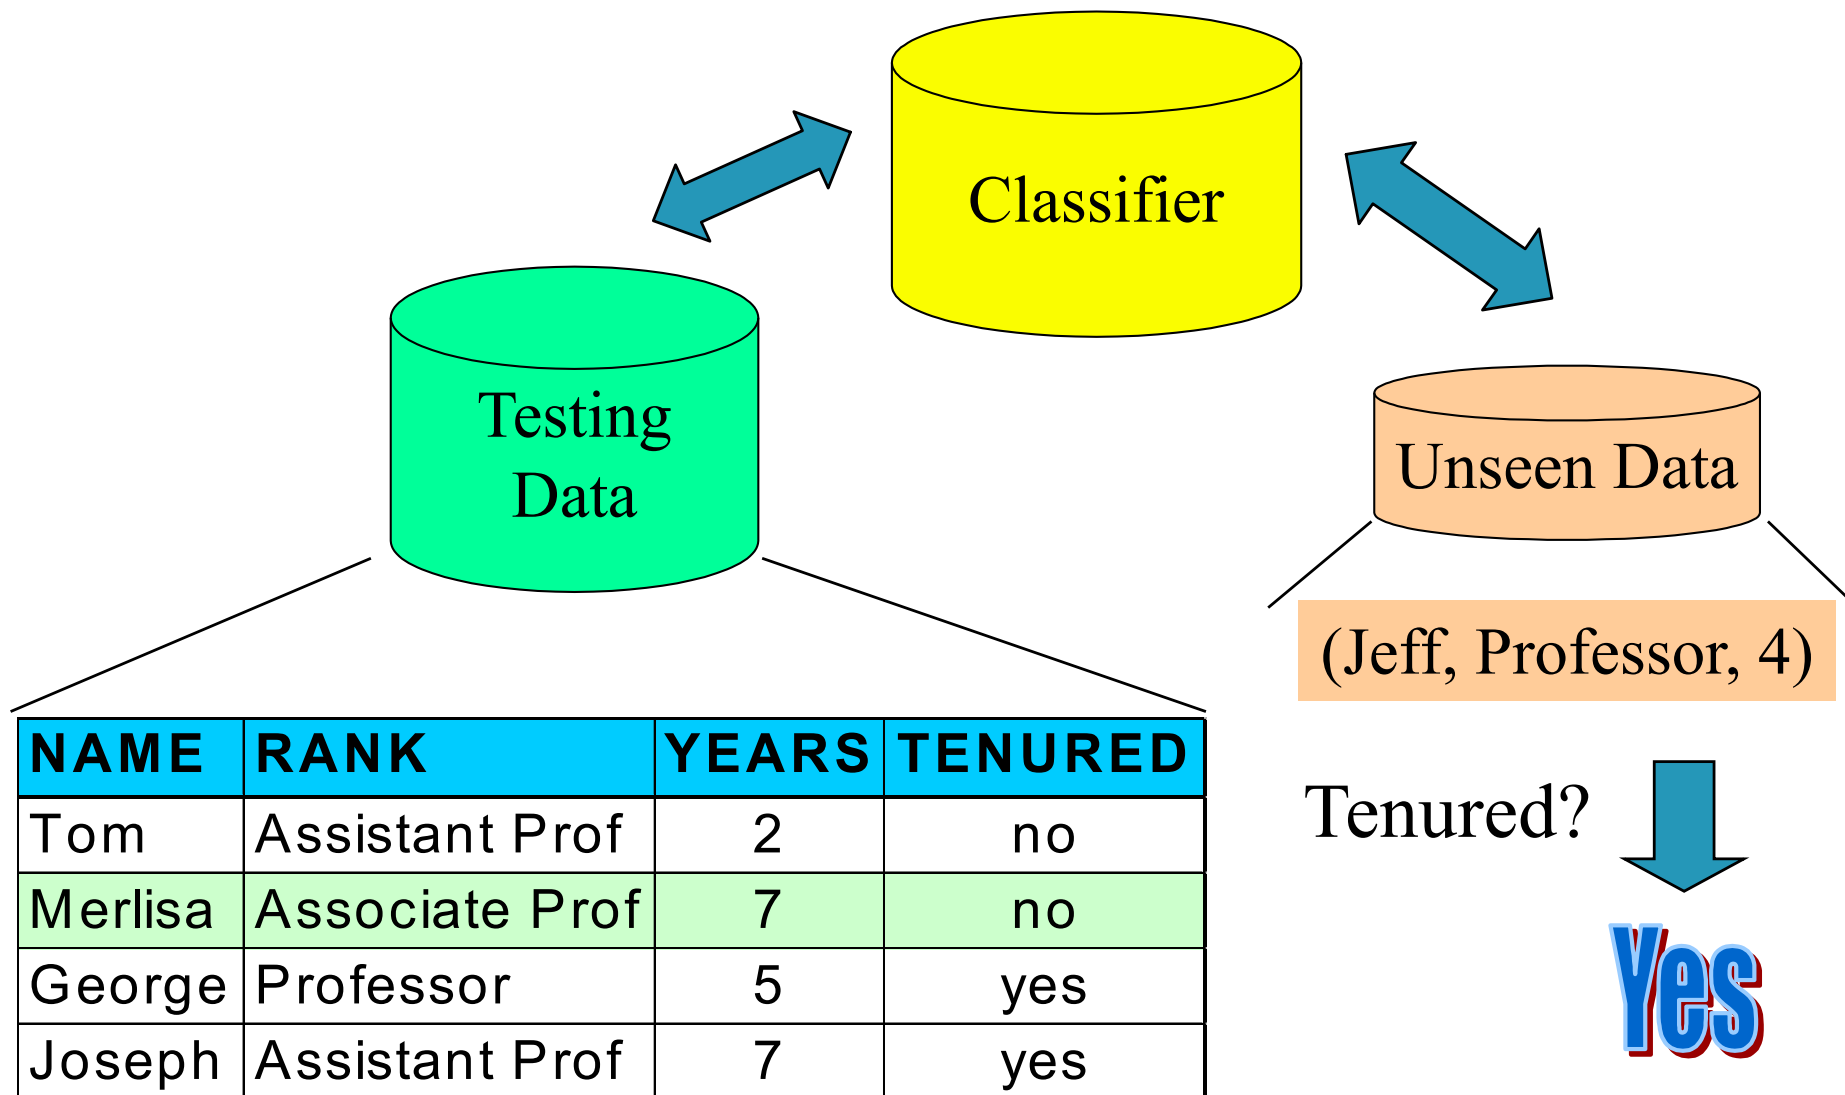 Classifier
Testing
Data
Unseen Data
(Jeff, Professor, 4)
NAME RANK YEARS TENURED
Tom Assistant Prof 2 no
Merlisa Associate Prof 7 no
George Professor 5 yes
Joseph Assistant Prof 7 yes
Tenured?
Yes